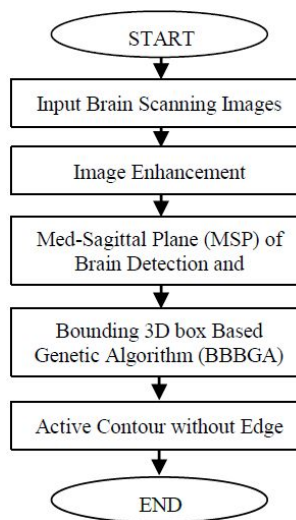 START
Input Brain Scanning Images
Image Enhancement
Med-Sagittal Plane (MSP) of
Brain Detection and
Bounding 3D box Based
Genetic Algorithm (BBBGA)
Active Contour without Edge
END